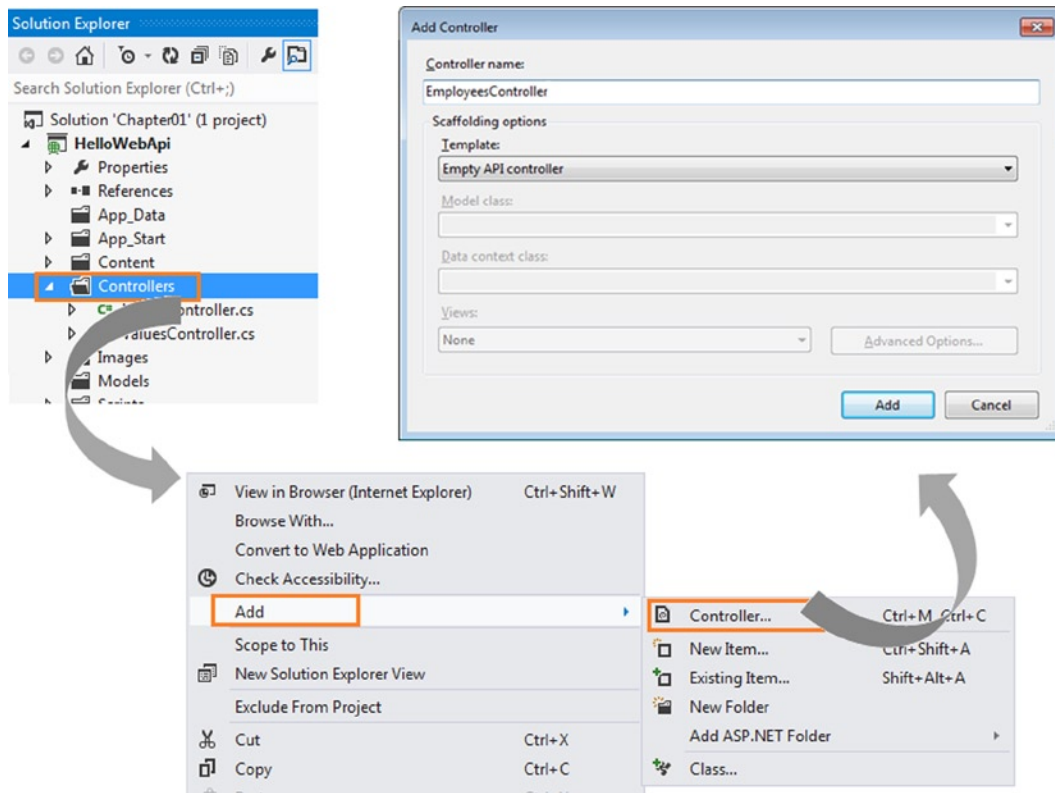 Solution Explorer
Search Solution Explorer (Ctrl+;)
Solution 'Chapter01' (1 project)
HelloWebApi
Properties
References
App_Data
App_Start
Content
Controllers
ValuesController.cs
Images
Models
Add Controller
Controller name:
EmployeesController
Scaffolding options
Template:
Empty API controller
Model class:
Data context class:
Views:
None
Advanced Options...
Add Cancel
View in Browser (Internet Explorer) Ctrl+Shift+W
Browse With...
Convert to Web Application
Check Accessibility...
Add
Scope to This
New Solution Explorer View
Exclude From Project
Cut Ctrl+X
Copy Ctrl+C
Controller... Ctrl+M, Ctrl+C
New Item... Ctrl+Shift+A
Existing Item... Shift+Alt+A
New Folder
Add ASP.NET Folder
Class...